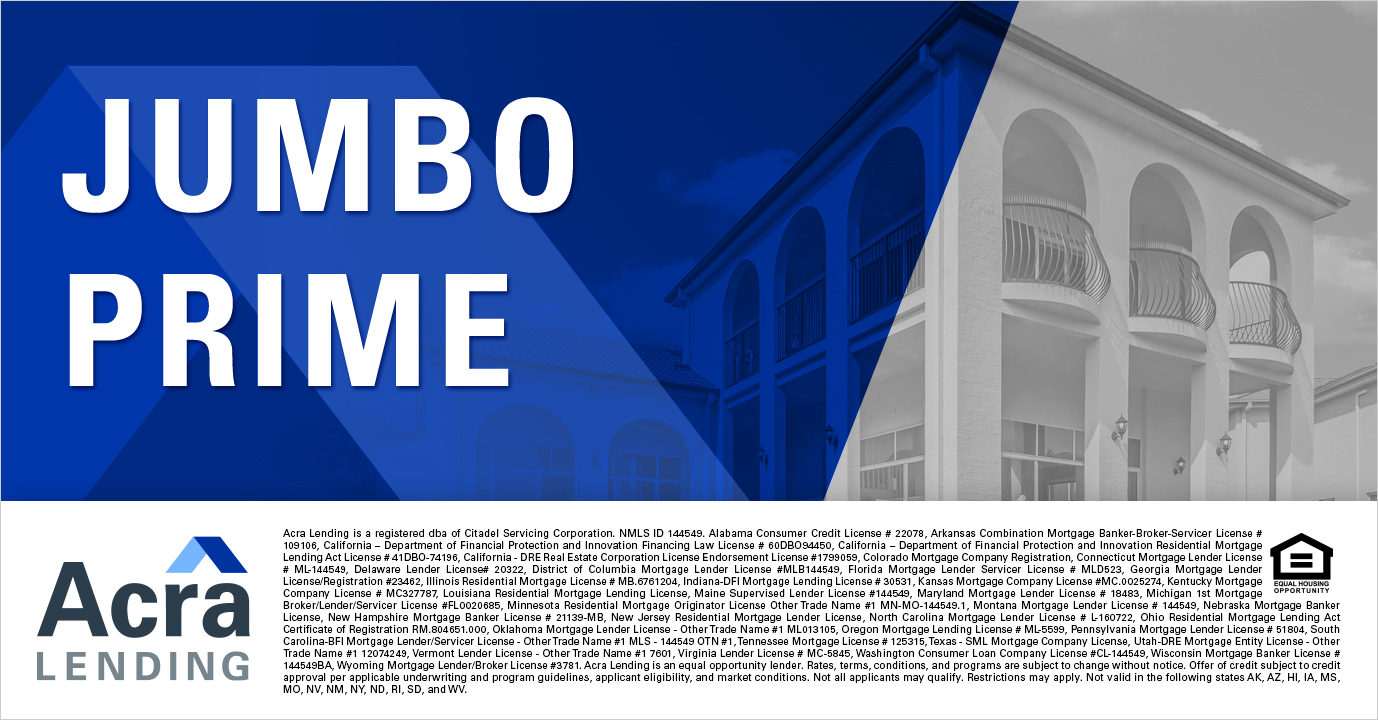 JUMBO
PRIME
Acra
LENDING
Acra Lending is a registered dba of Citadel Servicing Corporation. NMLS ID 144549. Alabama Consumer Credit License # 22078, Arkansas Combination Mortgage Banker-Broker-Servicer License #
109106, California – Department of Financial Protection and Innovation Financing Law License # 60DBO94450, California – Department of Financial Protection and Innovation Residential Mortgage
Lending Act License # 41DBO-74196, California - DRE Real Estate Corporation License Endorsement License #1799059, Colorado Mortgage Company Registration, Connecticut Mortgage Lender License
# ML-144549, Delaware Lender License# 20322, District of Columbia Mortgage Lender License #MLB144549, Florida Mortgage Lender Servicer License # MLD523, Georgia Mortgage Lender
License/Registration #23462, Illinois Residential Mortgage License # MB.6761204, Indiana-DFI Mortgage Lending License # 30531, Kansas Mortgage Company License #MC.0025274, Kentucky Mortgage
Company License # MC327787, Louisiana Residential Mortgage Lending License, Maine Supervised Lender License #144549, Maryland Mortgage Lender License # 18483, Michigan 1st Mortgage
Broker/Lender/Servicer License #FL0020685, Minnesota Residential Mortgage Originator License Other Trade Name #1 MN-MO-144549.1, Montana Mortgage Lender License # 144549, Nebraska Mortgage Banker
License, New Hampshire Mortgage Banker License # 21139-MB, New Jersey Residential Mortgage Lender License, North Carolina Mortgage Lender License # L-160722, Ohio Residential Mortgage Lending Act
Certificate of Registration RM.804651.000, Oklahoma Mortgage Lender License - Other Trade Name #1 ML013105, Oregon Mortgage Lending License # ML-5599, Pennsylvania Mortgage Lender License # 51804, South
Carolina-BFI Mortgage Lender/Servicer License - Other Trade Name #1 MLS - 144549 OTN #1, Tennessee Mortgage License # 125315, Texas - SML Mortgage Company License, Utah-DRE Mortgage Entity License - Other
Trade Name #1 12074249, Vermont Lender License - Other Trade Name #1 7601, Virginia Lender License # MC-5845, Washington Consumer Loan Company License #CL-144549, Wisconsin Mortgage Banker License #
144549BA, Wyoming Mortgage Lender/Broker License #3781. Acra Lending is an equal opportunity lender. Rates, terms, conditions, and programs are subject to change without notice. Offer of credit subject to credit
approval per applicable underwriting and program guidelines, applicant eligibility, and market conditions. Not all applicants may qualify. Restrictions may apply. Not valid in the following states AK, AZ, HI, IA, MS,
MO, NV, NM, NY, ND, RI, SD, and WV.
EQUAL HOUSING
OPPORTUNITY